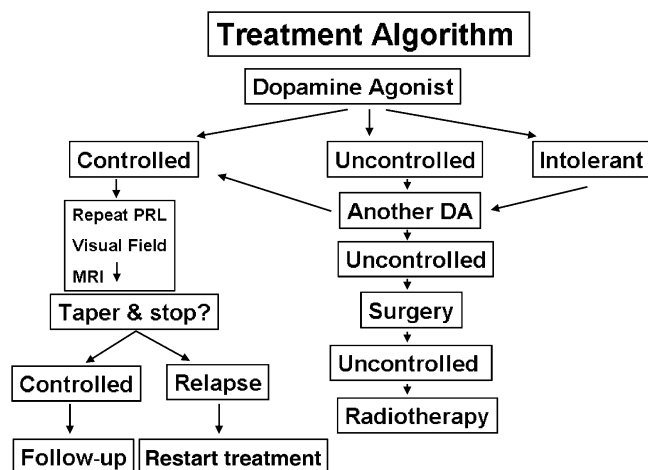 Treatment Algorithm
Dopamine Agonist
Controlled
Uncontrolled
Intolerant
Repeat PRL
Visual Field
MRI
Another DA
Uncontrolled
Taper & stop?
Surgery
Controlled
Relapse
Uncontrolled
Radiotherapy
Follow-up
Restart treatment